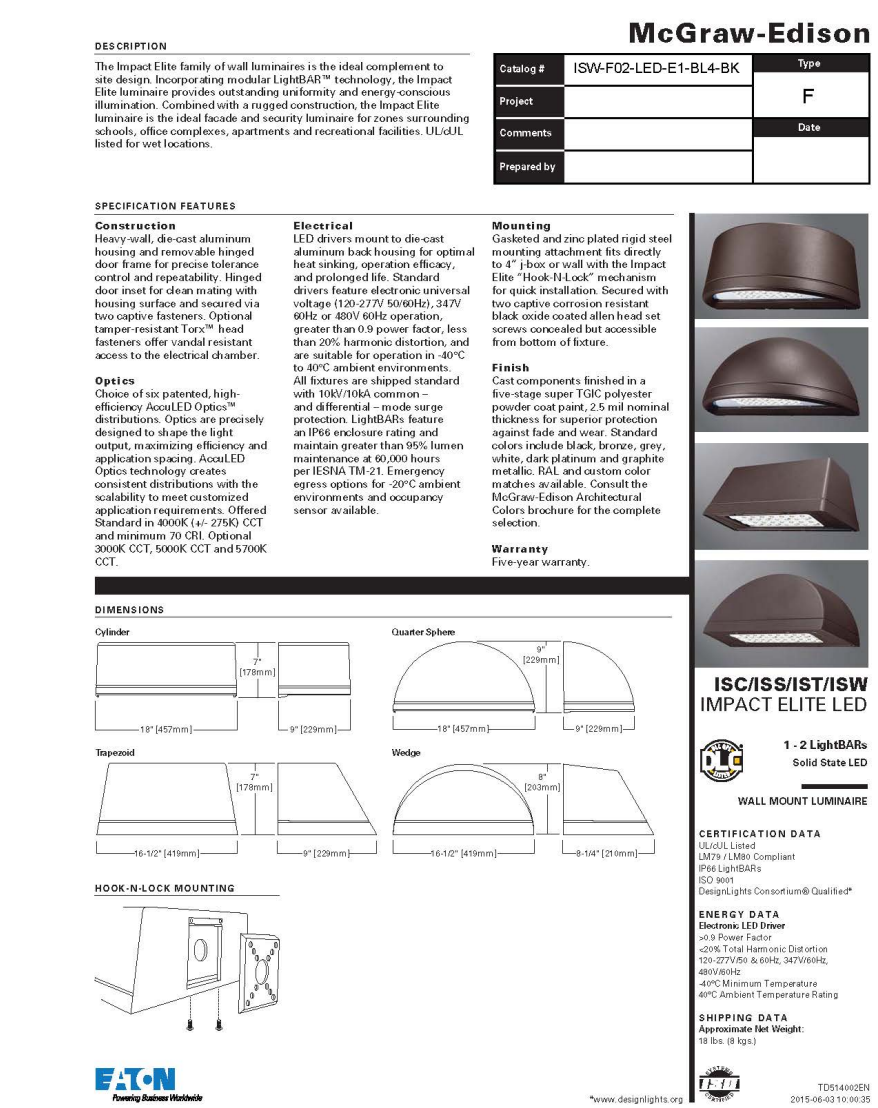 McGraw-Edison
DESCRIPTION
The Impact Elite family of wall luminaires is the ideal complement to
site design. Incorporating modular LightBAR™ technology, the Impact
Elite luminaire provides outstanding uniformity and energy-conscious
illumination. Combined with a rugged construction, the Impact Elite
luminaire is the ideal facade and security luminaire for zones surrounding
schools, office complexes, apartments and recreational facilities. UL/cUL
listed for wet locations.
Catalog #
ISW-F02-LED-E1-BL4-BK
Type
Project
F
Comments
Date
Prepared by
SPECIFICATION FEATURES
Construction
Heavy-wall, die-cast aluminum
housing and removable hinged
door frame for precise tolerance
control and repeatability. Hinged
door inset for clean mating with
housing surface and secured via
two captive fasteners. Optional
tamper-resistant Torx™ head
fasteners offer vandal resistant
access to the electrical chamber.
Optics
Choice of six patented, high-
efficiency AccuLED Optics™
distributions. Optics are precisely
designed to shape the light
output, maximizing efficiency and
application spacing. AccuLED
Optics technology creates
consistent distributions with the
scalability to meet customized
application requirements. Offered
Standard in 4000K (+/- 275K) CCT
and minimum 70 CRI. Optional
3000K CCT, 5000K CCT and 5700K
CCT.
Electrical
LED drivers mount to die-cast
aluminum back housing for optimal
heat sinking, operation efficacy,
and prolonged life. Standard
drivers feature electronic universal
voltage (120-277V 50/60Hz), 347V
60Hz or 480V 60Hz operation,
greater than 0.9 power factor, less
than 20% harmonic distortion, and
are suitable for operation in -40°C
to 40°C ambient environments.
All fixtures are shipped standard
with 10kV/10kA common –
and differential – mode surge
protection. LightBARs feature
an IP66 enclosure rating and
maintain greater than 95% lumen
maintenance at 60,000 hours
per IESNA TM-21. Emergency
egress options for -20°C ambient
environments and occupancy
sensor available.
Mounting
Gasketed and zinc plated rigid steel
mounting attachment fits directly
to 4" j-box or wall with the Impact
Elite "Hook-N-Lock" mechanism
for quick installation. Secured with
two captive corrosion resistant
black oxide coated allen head set
screws concealed but accessible
from bottom of fixture.
Finish
Cast components finished in a
five-stage super TGIC polyester
powder coat paint, 2.5 mil nominal
thickness for superior protection
against fade and wear. Standard
colors include black, bronze, grey,
white, dark platinum and graphite
metallic. RAL and custom color
matches available. Consult the
McGraw-Edison Architectural
Colors brochure for the complete
selection.
Warranty
Five-year warranty.
DIMENSIONS
Cylinder
7"
[178mm]
18" [457mm]
9" [229mm]
Quarter Sphere
9"
[229mm]
18" [457mm]
9" [229mm]
Trapezoid
7"
[178mm]
16-1/2" [419mm]
9" [229mm]
Wedge
8"
[203mm]
16-1/2" [419mm]
8-1/4" [210mm]
HOOK-N-LOCK MOUNTING
ISC/ISS/IST/ISW
IMPACT ELITE LED
DLC
1 - 2 LightBARs
Solid State LED
WALL MOUNT LUMINAIRE
CERTIFICATION DATA
UL/cUL Listed
LM79 / LM80 Compliant
IP66 LightBARs
ISO 9001
DesignLights Consortium® Qualified*
ENERGY DATA
Electronic LED Driver
>0.9 Power Factor
<20% Total Harmonic Distortion
120-277V/50 & 60Hz, 347V/60Hz,
480V/60Hz
-40°C Minimum Temperature
40°C Ambient Temperature Rating
SHIPPING DATA
Approximate Net Weight:
18 lbs. (8 kgs.)
EATON
Powering Business Worldwide
*www.designlights.org
SYSTEMS
ISO
CERTIFIED
TD514002EN
2015-06-03 10:00:35